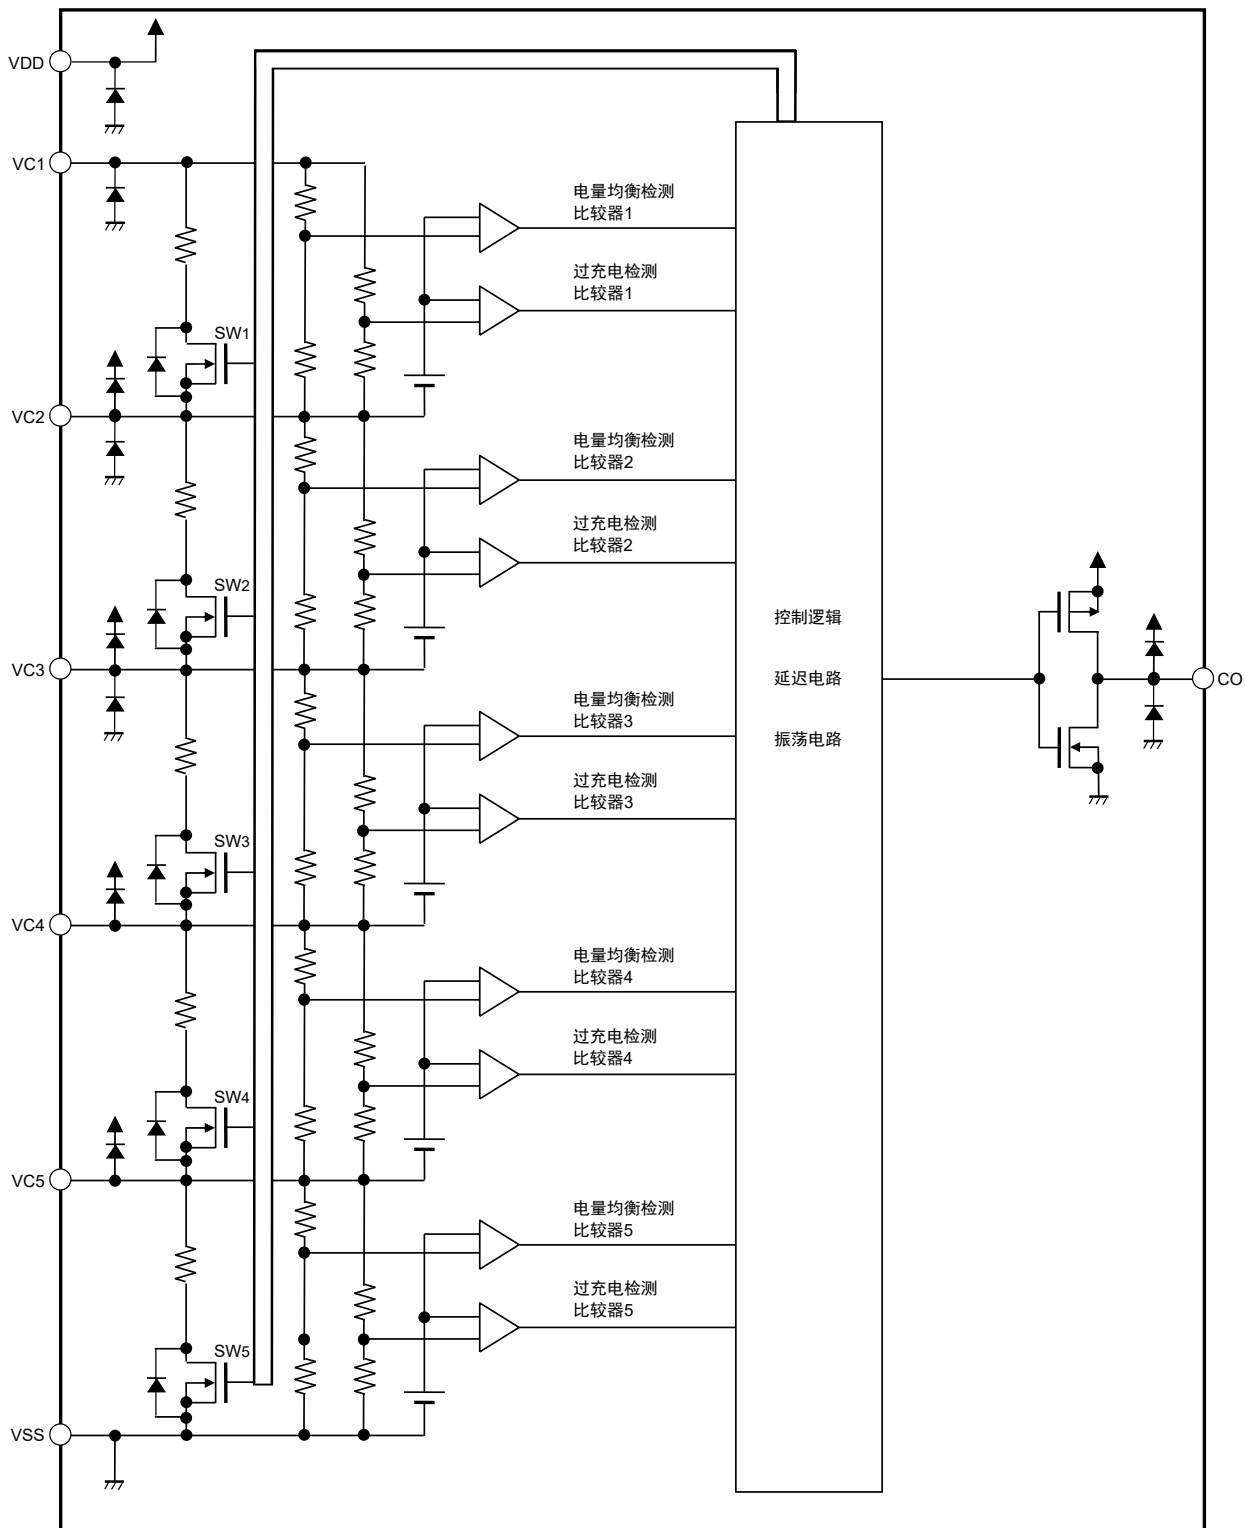 VDD
VC1
电量均衡检测
比较器1
过充电检测
比较器1
SW1
VC2
电量均衡检测
比较器2
过充电检测
比较器2
SW2
控制逻辑
VC3
延迟电路
CO
电量均衡检测
比较器3
振荡电路
过充电检测
比较器3
SW3
VC4
电量均衡检测
比较器4
过充电检测
比较器4
SW4
VC5
电量均衡检测
比较器5
过充电检测
比较器5
SW5
VSS